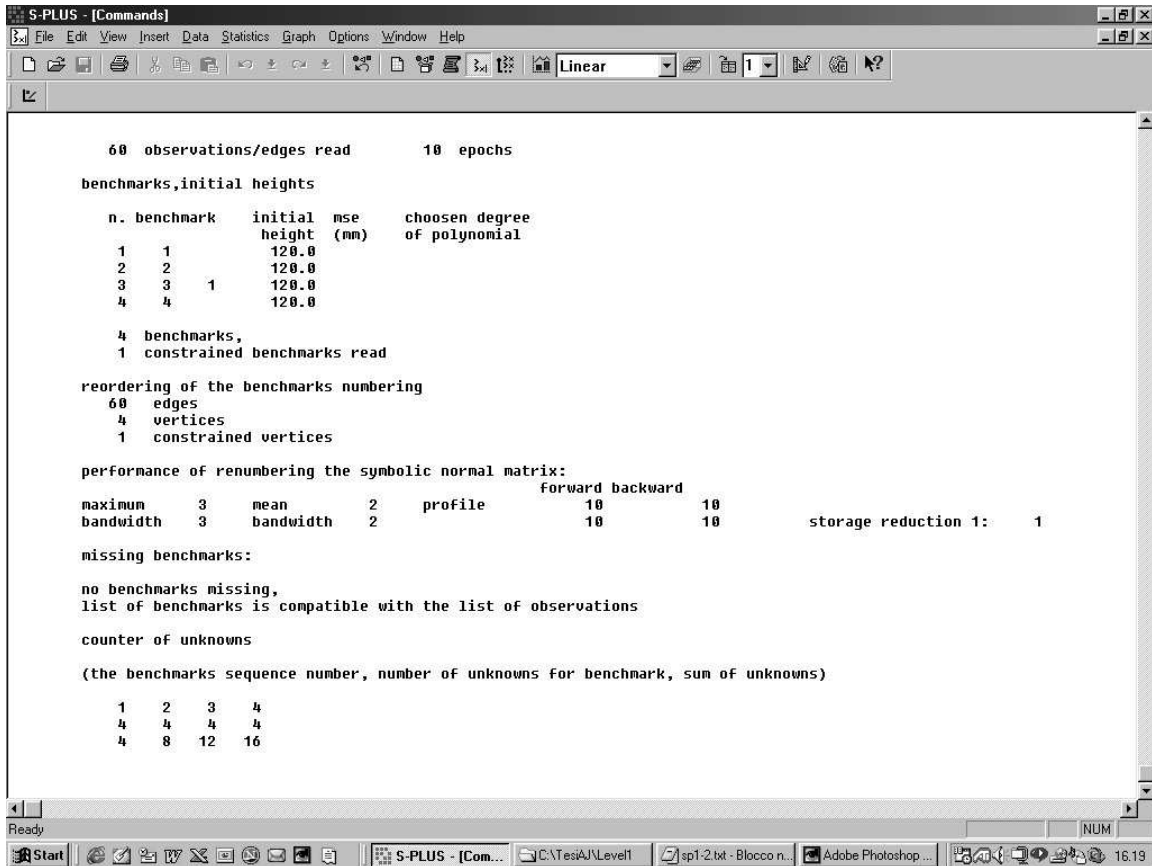 S-PLUS - [Commands]
File Edit View Insert Data Statistics Graph Options Window Help
Linear 1
60 observations/edges read 10 epochs
benchmarks,initial heights
n. benchmark initial mse choosen degree
height (mm) of polynomial
1 1 120.0
2 2 120.0
3 3 1 120.0
4 4 120.0
4 benchmarks,
1 constrained benchmarks read
reordering of the benchmarks numbering
60 edges
4 vertices
1 constrained vertices
performance of renumbering the symbolic normal matrix:
forward backward
maximum 3 mean 2 profile 10 10
bandwidth 3 bandwidth 2 10 10 storage reduction 1: 1
missing benchmarks:
no benchmarks missing,
list of benchmarks is compatible with the list of observations
counter of unknowns
(the benchmarks sequence number, number of unknowns for benchmark, sum of unknowns)
1 2 3 4
4 4 4 4
4 8 12 16
Ready NUM
Start S-PLUS - [Com... C:\TesiAJ\Level1 sp1-2.txt - Blocco n... Adobe Photoshop ... 16.19